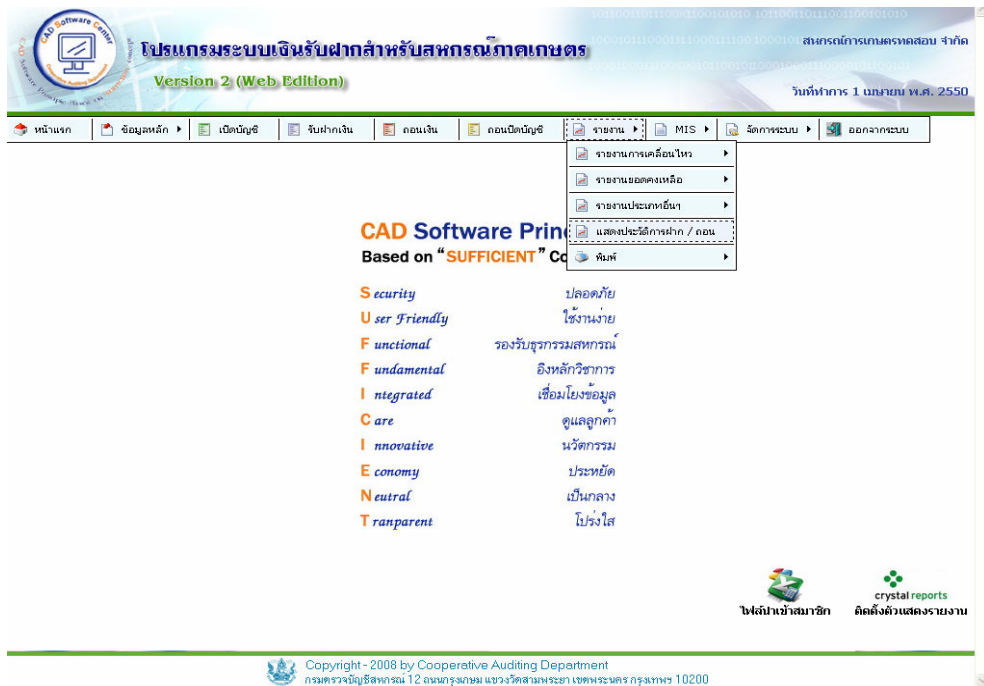 CAD Software Center
โปรแกรมระบบเงินรับฝากสำหรับสหกรณ์ภาคเกษตร
Version 2 (Web Edition)
สหกรณ์การเกษตรทดสอบ จำกัด
วันที่ทำการ 1 เมษายน พ.ศ. 2550
หน้าแรก ข้อมูลหลัก เปิดบัญชี รับฝากเงิน ถอนเงิน ถอนปิดบัญชี รายงาน MIS จัดการระบบ ออกจากระบบ
รายงานการเคลื่อนไหว
รายงานยอดคงเหลือ
รายงานประเภทอื่นๆ
แสดงประวัติการฝาก / ถอน
พิมพ์
CAD Software Prin
Based on "SUFFICIENT" Co
Security ปลอดภัย
User Friendly ใช้งานง่าย
Functional รองรับธุรกรรมสหกรณ์
Fundamental อิงหลักวิชาการ
Integrated เชื่อมโยงข้อมูล
Care ดูแลลูกค้า
Innovative นวัตกรรม
Economy ประหยัด
Neutral เป็นกลาง
Tranparent โปร่งใส
crystal reports
ไฟล์นำเข้าสมาชิก ติดตั้งตัวแสดงรายงาน
Copyright - 2008 by Cooperative Auditing Department
กรมตรวจบัญชีสหกรณ์ 12 ถนนกรุงเกษม แขวงวัดสามพระยา เขตพระนคร กรุงเทพฯ 10200